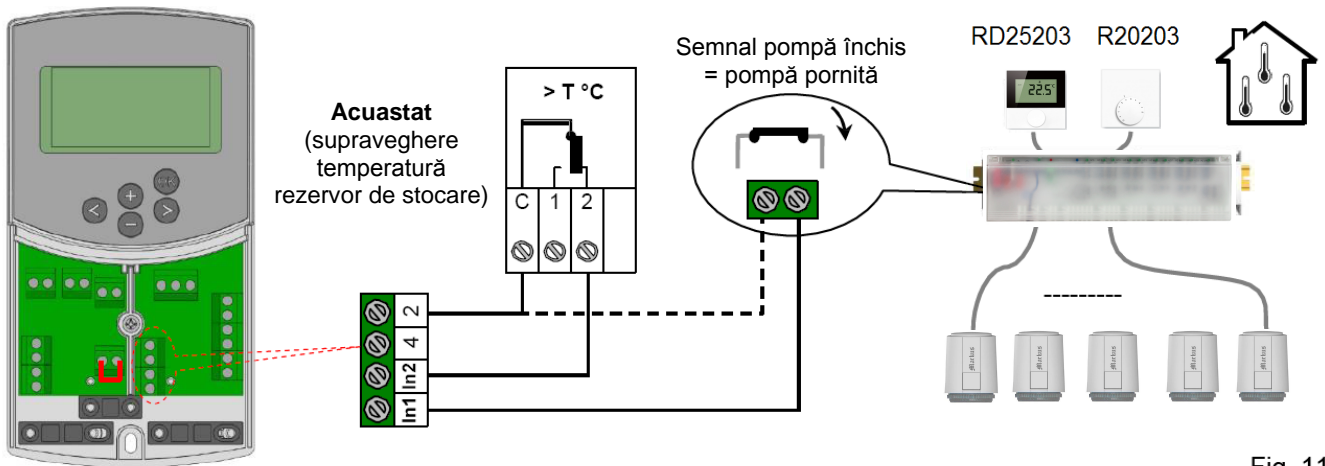 OK
Acuastat
(supraveghere
temperatură
rezervor de stocare)
> T °C
C 1 2
2
4
In2
In1
Semnal pompă închis
= pompă pornită
RD25203 R20203
22.5°
Fig. 11